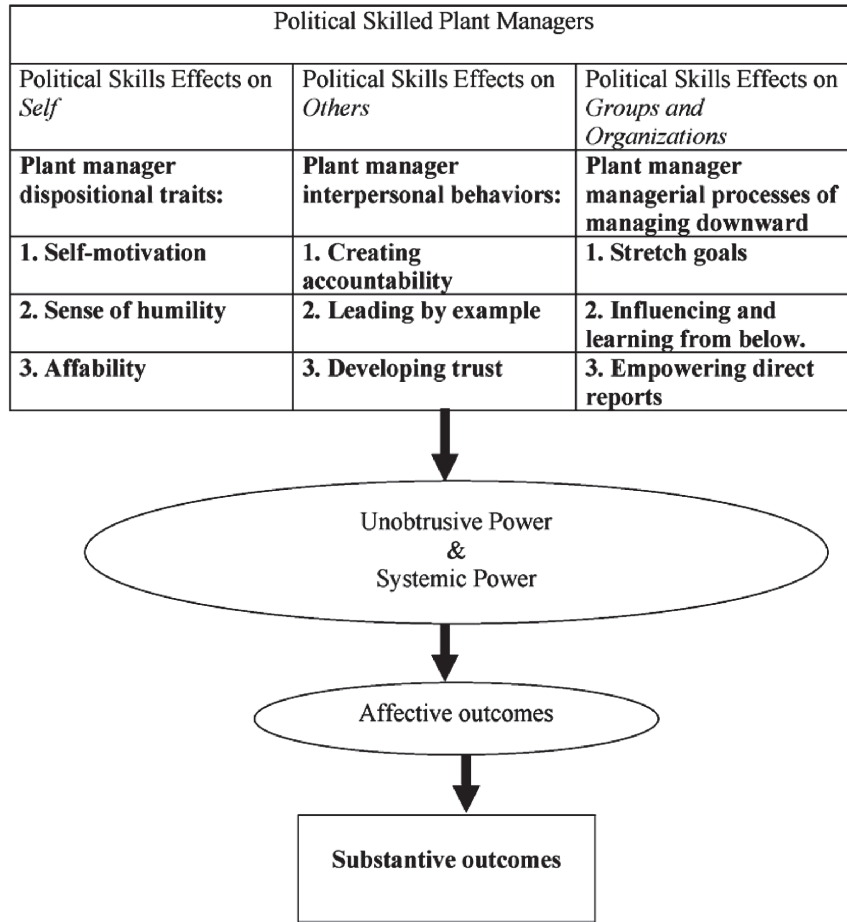 Political Skilled Plant Managers
Political Skills Effects on
Self
Political Skills Effects on
Others
Political Skills Effects on
Groups and
Organizations
Plant manager
dispositional traits:
Plant manager
interpersonal behaviors:
Plant manager
managerial processes of
managing downward
1. Self-motivation
1. Creating
accountability
1. Stretch goals
2. Sense of humility
2. Leading by example
2. Influencing and
learning from below.
3. Affability
3. Developing trust
3. Empowering direct
reports
Unobtrusive Power
&
Systemic Power
Affective outcomes
Substantive outcomes